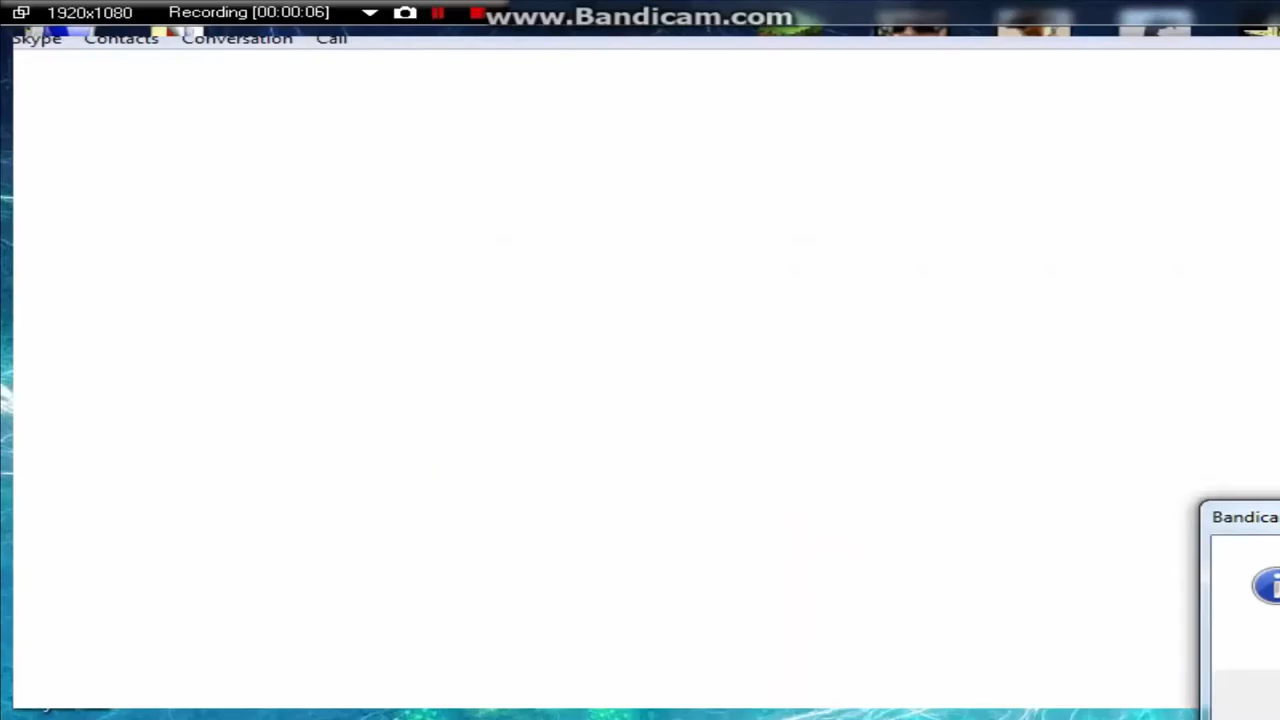 1920x1080 Recording [00:00:06] www.Bandicam.com
Skype Contacts Conversation Call
Bandica